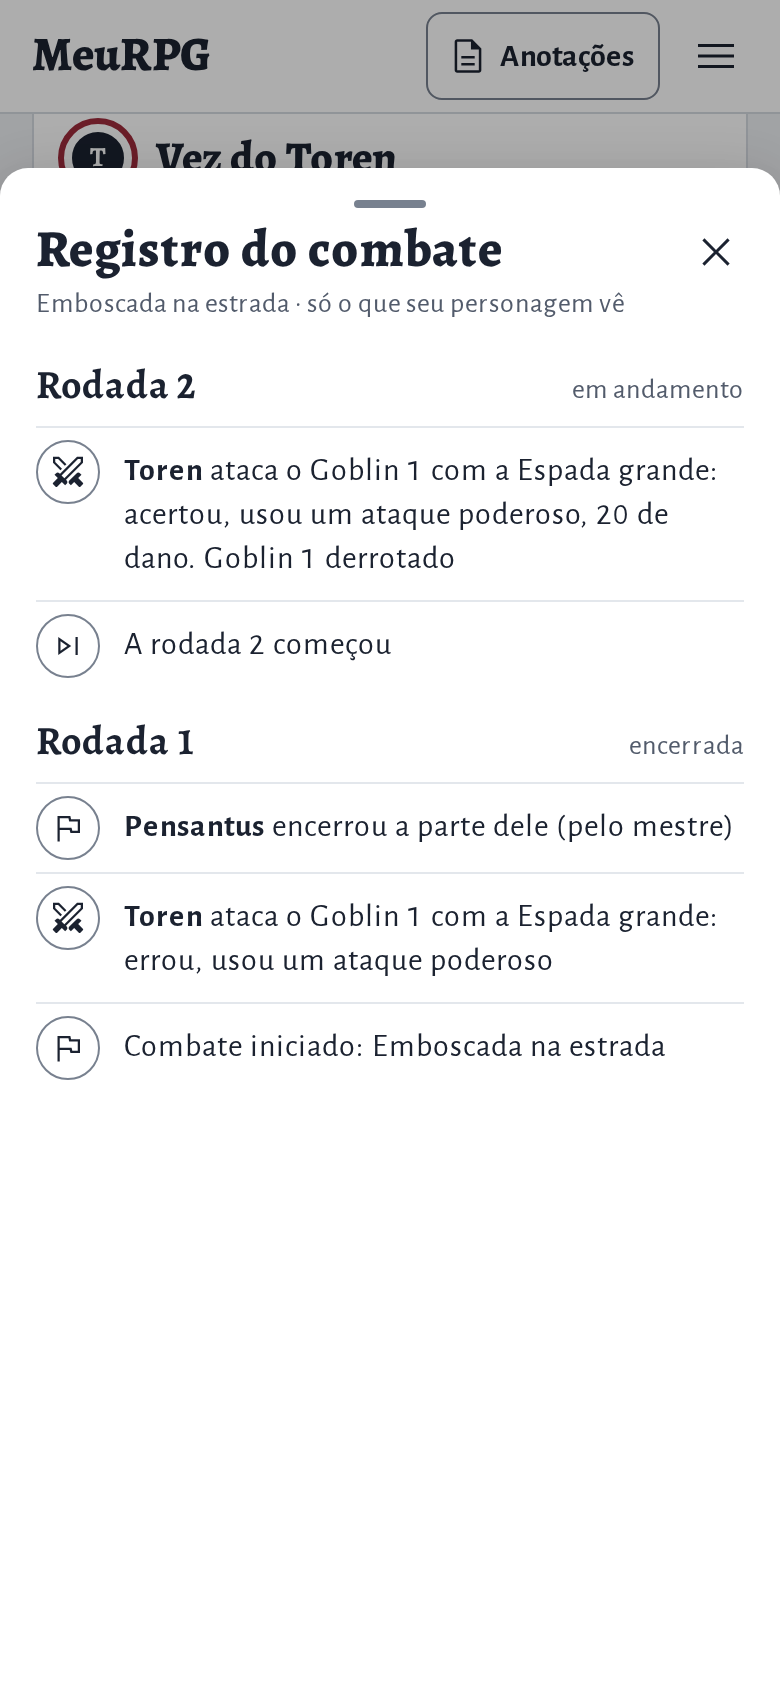 MeuRPG
Anotações
T
Vez do Toren
Registro do combate
Emboscada na estrada · só o que seu personagem vê
Rodada 2
em andamento
Toren ataca o Goblin 1 com a Espada grande:
acertou, usou um ataque poderoso, 20 de
dano. Goblin 1 derrotado
A rodada 2 começou
Rodada 1
encerrada
Pensantus encerrou a parte dele (pelo mestre)
Toren ataca o Goblin 1 com a Espada grande:
errou, usou um ataque poderoso
Combate iniciado: Emboscada na estrada